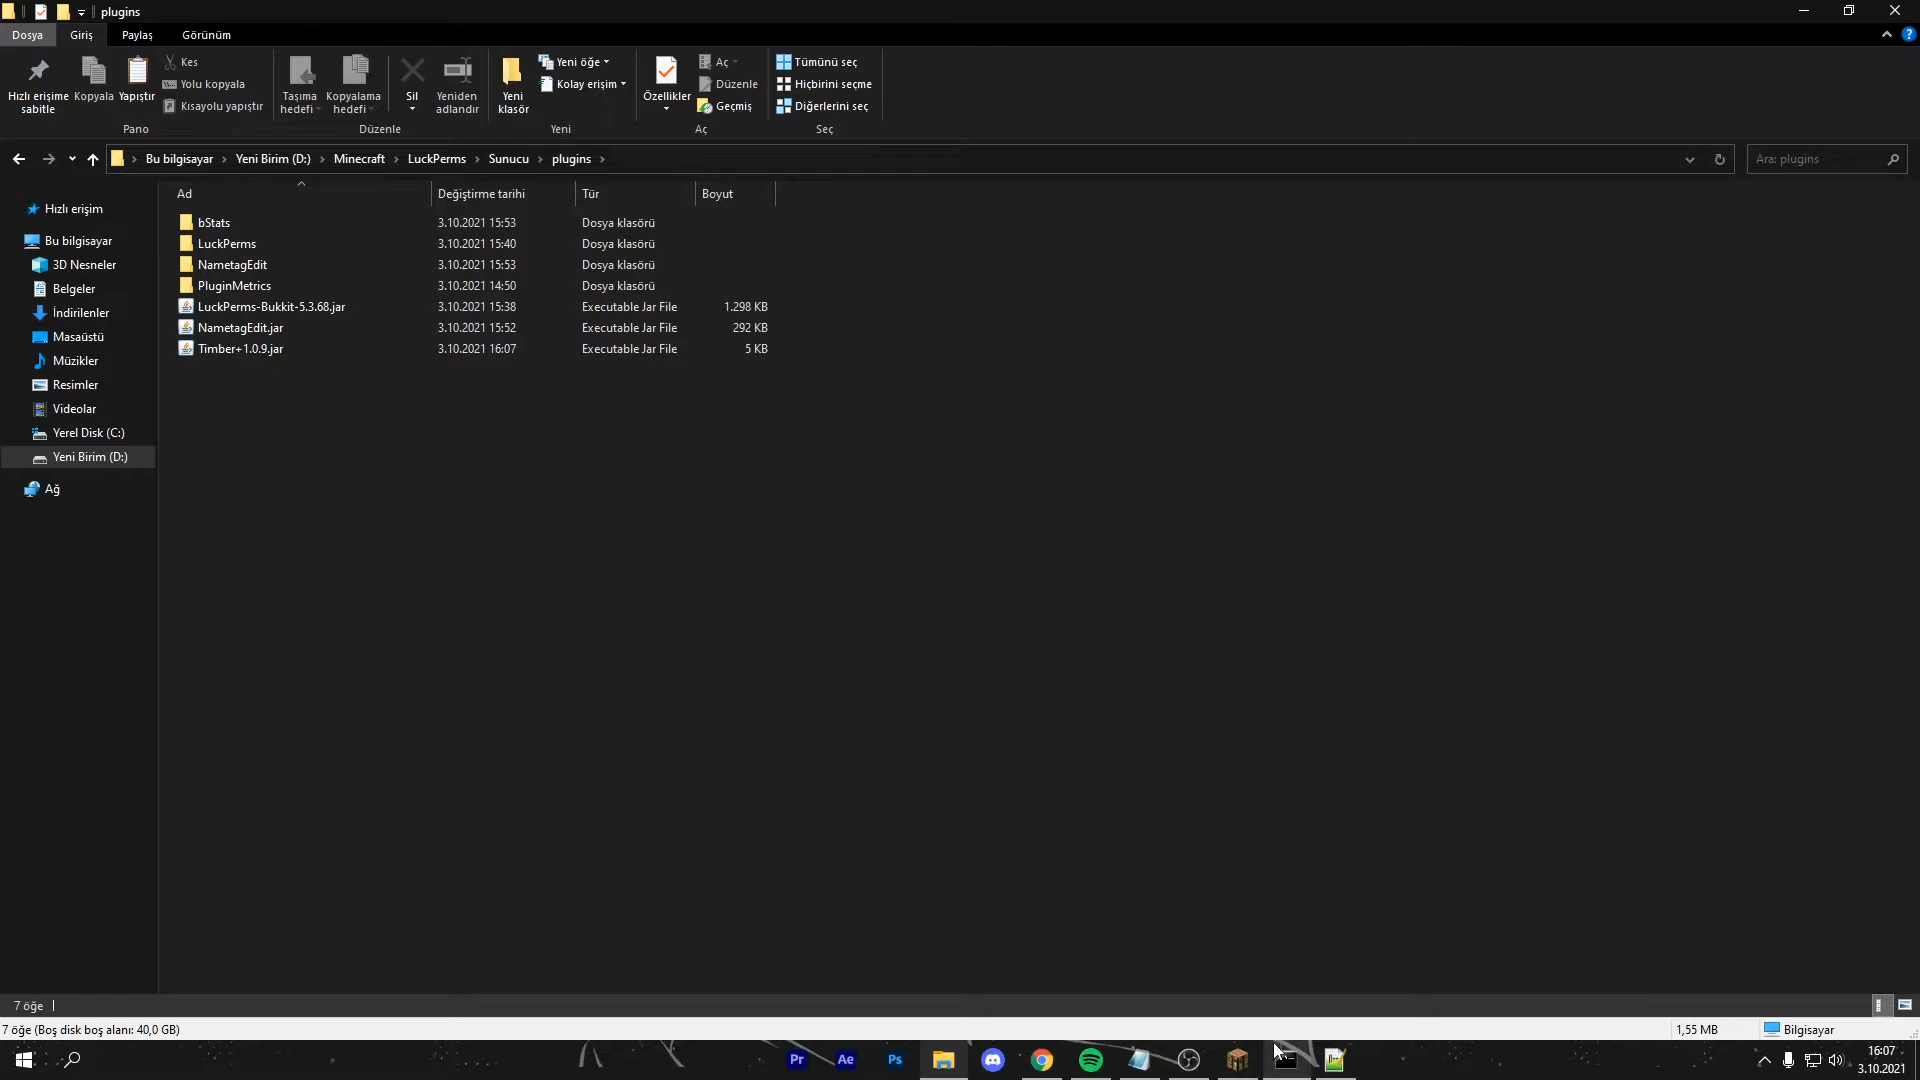 plugins
Dosya Giriş Paylaş Görünüm
Hızlı erişime sabitle
Kopyala
Yapıştır
Kes
Yolu kopyala
Kısayolu yapıştır
Pano
Taşıma hedefi
Kopyalama hedefi
Sil
Yeniden adlandır
Düzenle
Yeni klasör
Yeni öğe
Kolay erişim
Yeni
Özellikler
Aç
Düzenle
Geçmiş
Aç
Tümünü seç
Hiçbirini seçme
Diğerlerini seç
Seç
Bu bilgisayar Yeni Birim (D:) Minecraft LuckPerms Sunucu plugins
Ara: plugins
Hızlı erişim
Bu bilgisayar
3D Nesneler
Belgeler
İndirilenler
Masaüstü
Müzikler
Resimler
Videolar
Yerel Disk (C:)
Yeni Birim (D:)
Ağ
Ad Değiştirme tarihi Tür Boyut
bStats 3.10.2021 15:53 Dosya klasörü
LuckPerms 3.10.2021 15:40 Dosya klasörü
NametagEdit 3.10.2021 15:53 Dosya klasörü
PluginMetrics 3.10.2021 14:50 Dosya klasörü
LuckPerms-Bukkit-5.3.68.jar 3.10.2021 15:38 Executable Jar File 1.298 KB
NametagEdit.jar 3.10.2021 15:52 Executable Jar File 292 KB
Timber+1.0.9.jar 3.10.2021 16:07 Executable Jar File 5 KB
7 öğe
7 öğe (Boş disk boş alanı: 40,0 GB) 1,55 MB Bilgisayar
Pr Ae Ps
16:07
3.10.2021